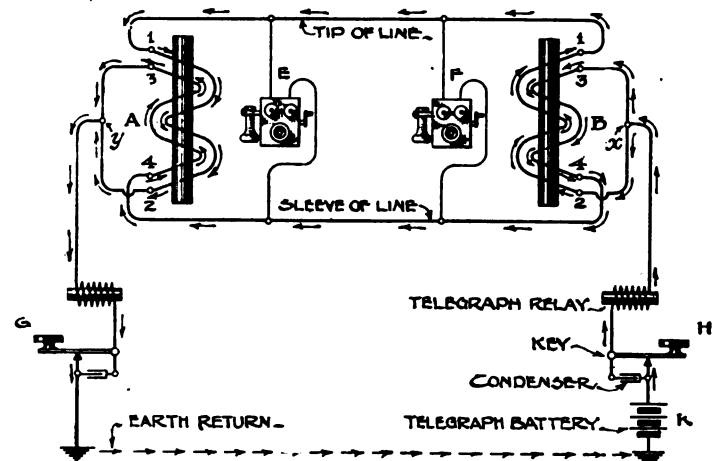 TIP OF LINE
1
1
3
3
E
F
A
B
y
x
4
4
2
2
SLEEVE OF LINE
TELEGRAPH RELAY
G
H
KEY
CONDENSER
EARTH RETURN
TELEGRAPH BATTERY
K